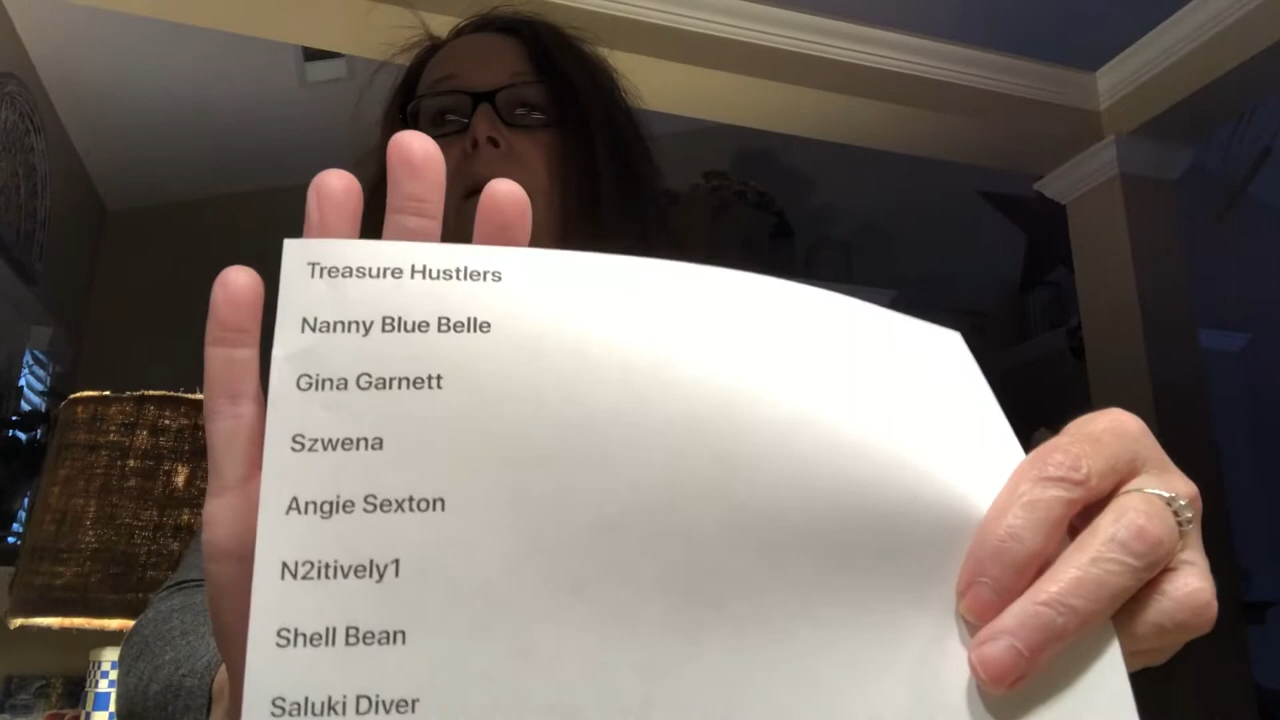 Treasure Hustlers
Nanny Blue Belle
Gina Garnett
Szwena
Angie Sexton
N2itively1
Shell Bean
Saluki Diver